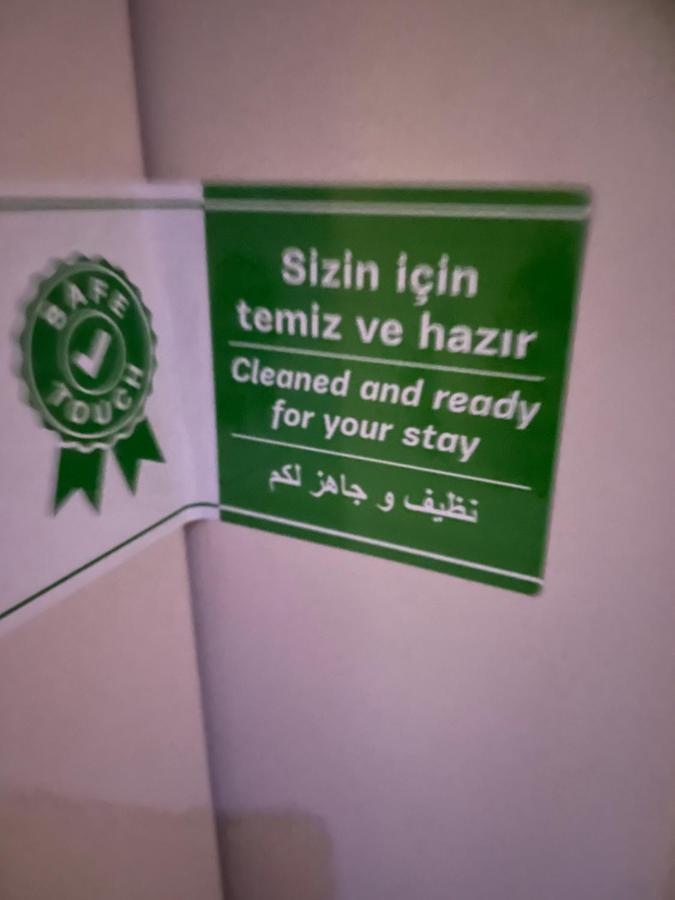 SAFE
TOUCH
Sizin için
temiz ve hazır
Cleaned and ready
for your stay
نظيف و جاهز لكم